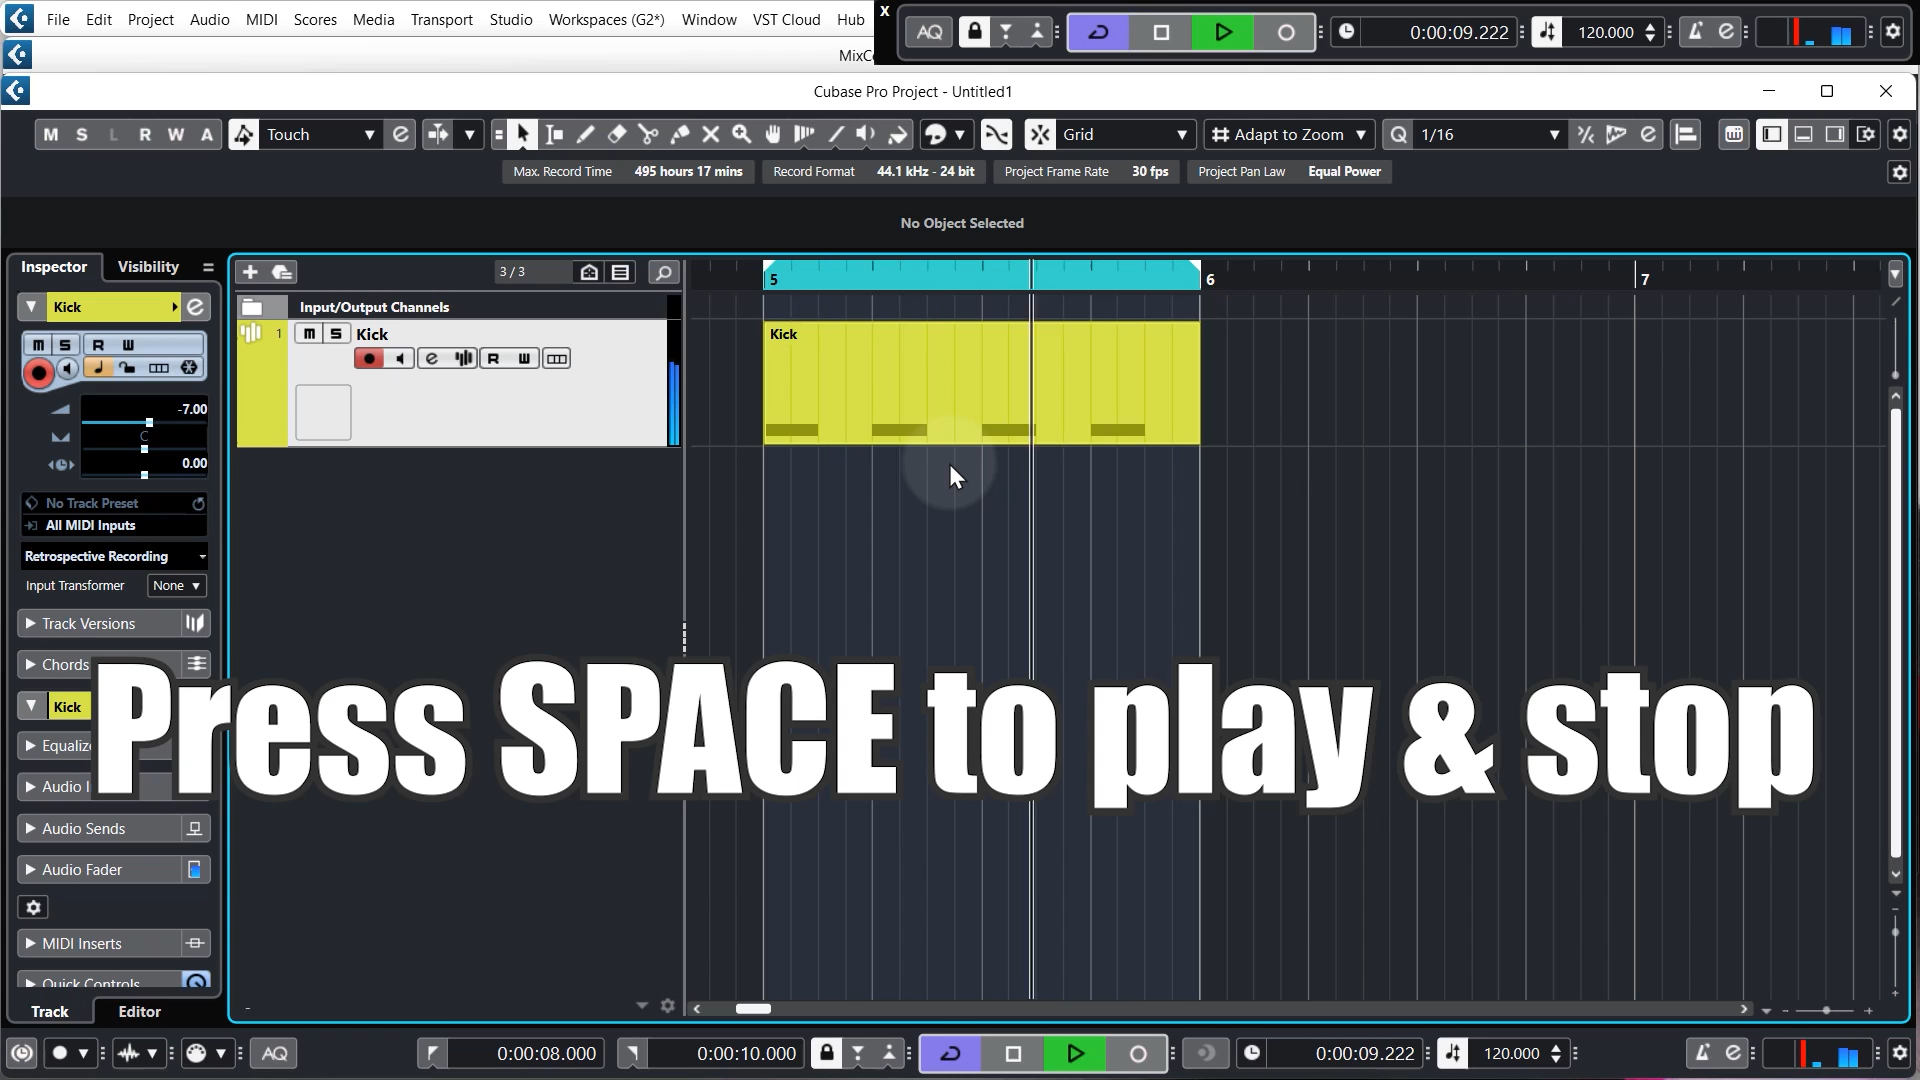 File Edit Project Audio MIDI Scores Media Transport Studio Workspaces (G2*) Window VST Cloud Hub
X
AQ 0:00:09.222 120.000
MixCo
Cubase Pro Project - Untitled1
M S L R W A Touch Grid Adapt to Zoom Q 1/16
Max. Record Time 495 hours 17 mins Record Format 44.1 kHz - 24 bit Project Frame Rate 30 fps Project Pan Law Equal Power
No Object Selected
Inspector Visibility
3 / 3
5 6 7
Kick
Input/Output Channels
1 M S Kick
Kick
M S R W
R W
-7.00
C
0.00
No Track Preset
All MIDI Inputs
Retrospective Recording
Input Transformer None
Track Versions
Chords
Kick
Press SPACE to play & stop
Equaliz
Audio I
Audio Sends
Audio Fader
MIDI Inserts
Quick Controls
Track Editor
AQ 0:00:08.000 0:00:10.000 0:00:09.222 120.000